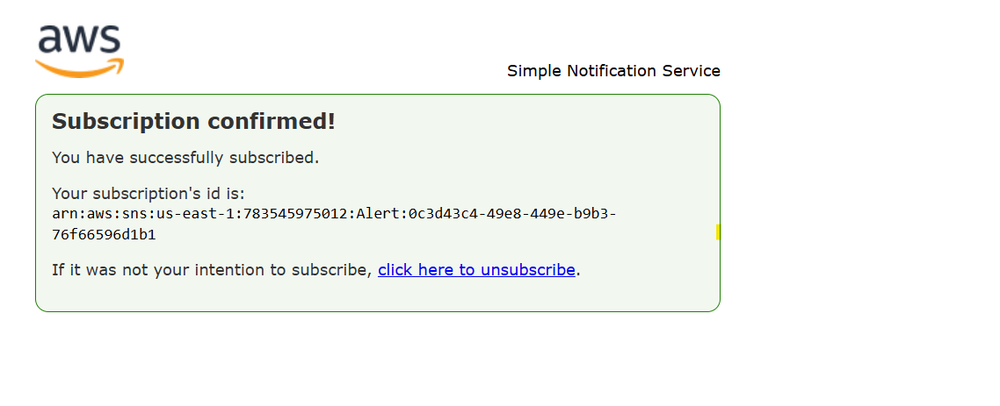 aws
Simple Notification Service
Subscription confirmed!
You have successfully subscribed.
Your subscription's id is:
arn:aws:sns:us-east-1:783545975012:Alert:0c3d43c4-49e8-449e-b9b3-
76f66596d1b1
If it was not your intention to subscribe, click here to unsubscribe.